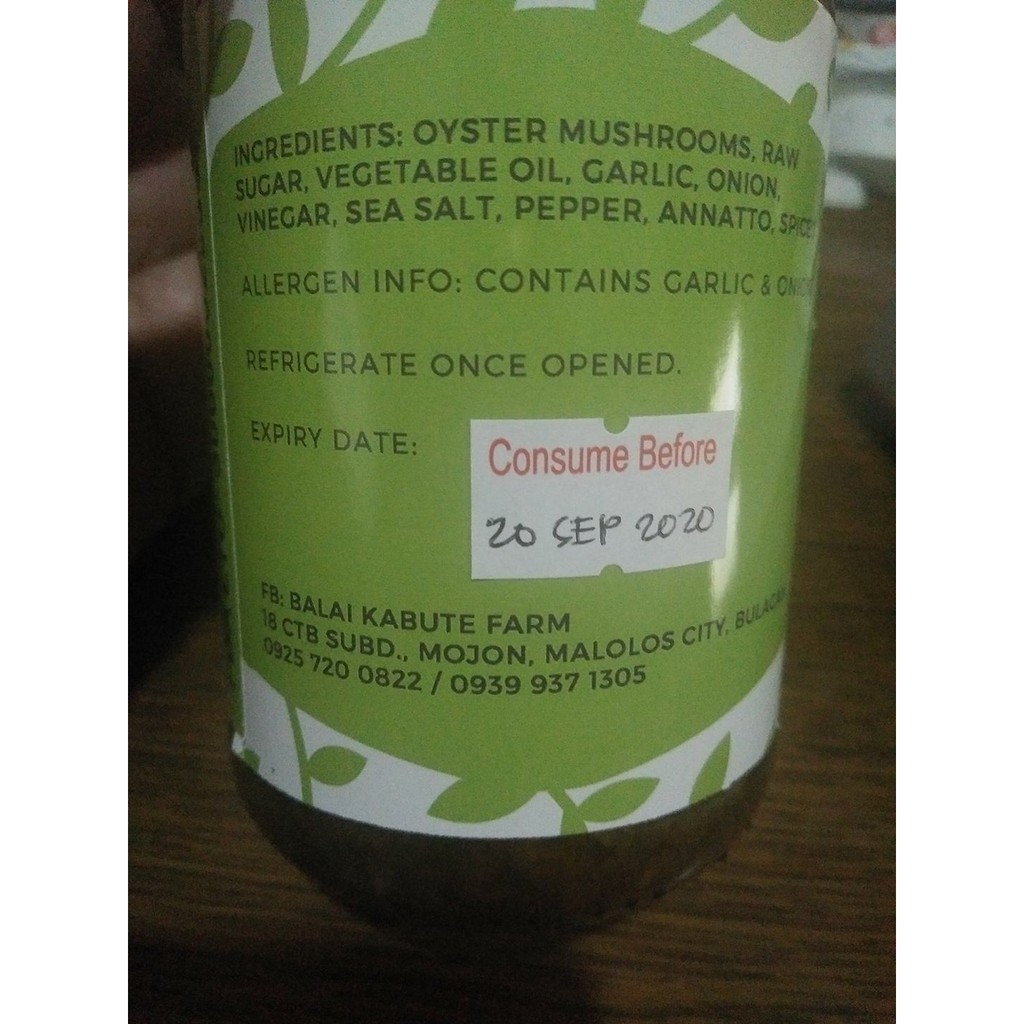 INGREDIENTS: OYSTER MUSHROOMS, RAW
SUGAR, VEGETABLE OIL, GARLIC, ONION,
VINEGAR, SEA SALT, PEPPER, ANNATTO,
ALLERGEN INFO: CONTAINS GARLIC &
REFRIGERATE ONCE OPENED.
EXPIRY DATE:
Consume Before
20 SEP 2020
FB: BALAI KABUTE FARM
18 CTB SUBD., MOJON, MALOLOS CITY,
0925 720 0822 / 0939 937 1305